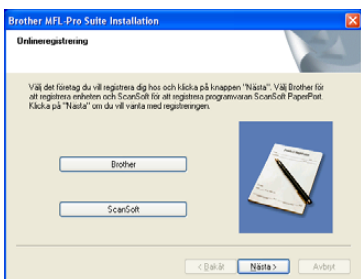 Brother MFL-Pro Suite Installation
Onlineregistrering
Välj det företag du vill registrera dig hos och klicka på knappen "Nästa". Välj Brother för
att registrera enheten och ScanSoft för att registrera programvaran ScanSoft PaperPort.
Klicka på "Nästa" om du vill vänta med registreringen.
Brother
ScanSoft
< Bakåt
Nästa >
Avbryt